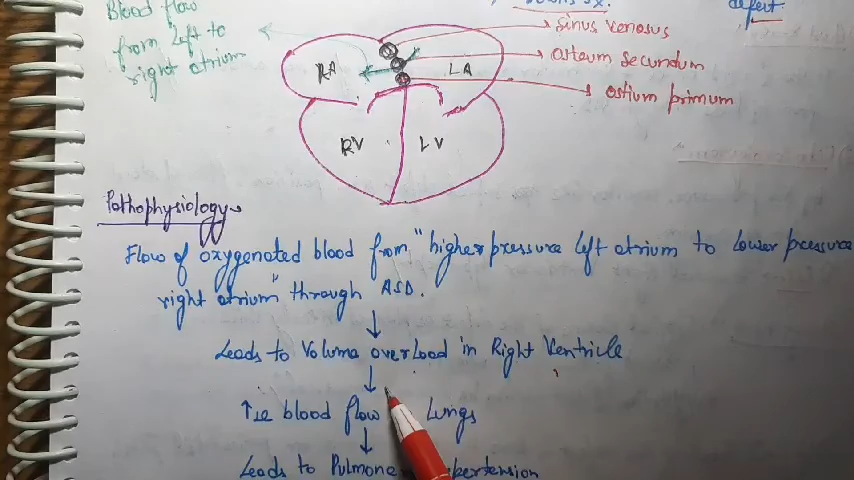 Blood flow
from left to
right atrium
defect
sinus venosus
osteum secundum
ostium primum
RA
LA
RV
LV
Pathophysiology
Flow of oxygenated blood from "higher pressure left atrium to lower pressure
right atrium" through ASD.
Leads to Volume overload in Right Ventricle
↑se blood flow Lungs
Leads to